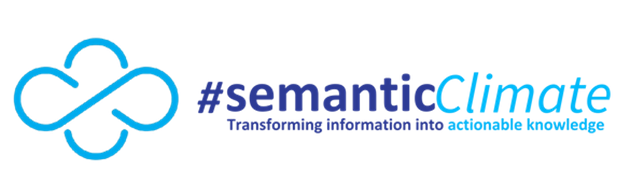 #semanticClimate
Transforming information into actionable knowledge